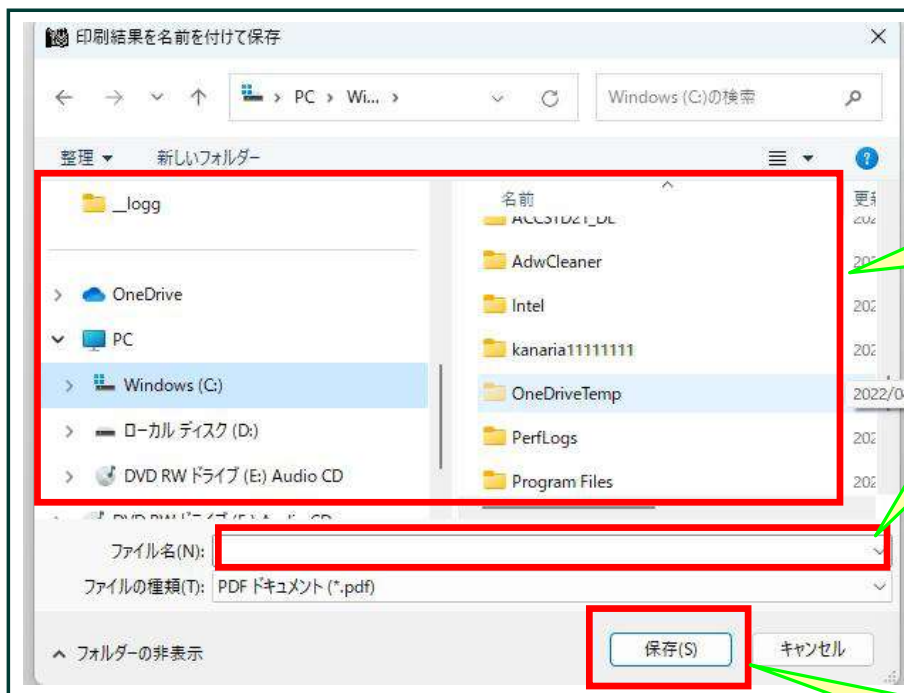 印刷結果を名前を付けて保存
PC › Wi... ›
Windows (C:)の検索
整理 新しいフォルダー
__logg
OneDrive
PC
Windows (C:)
ローカル ディスク (D:)
DVD RW ドライブ (E:) Audio CD
名前
AdwCleaner
Intel
kanaria11111111
OneDriveTemp
2022/0
PerfLogs
Program Files
202
ファイル名(N):
ファイルの種類(T): PDF ドキュメント (*.pdf)
フォルダーの非表示
保存(S)
キャンセル